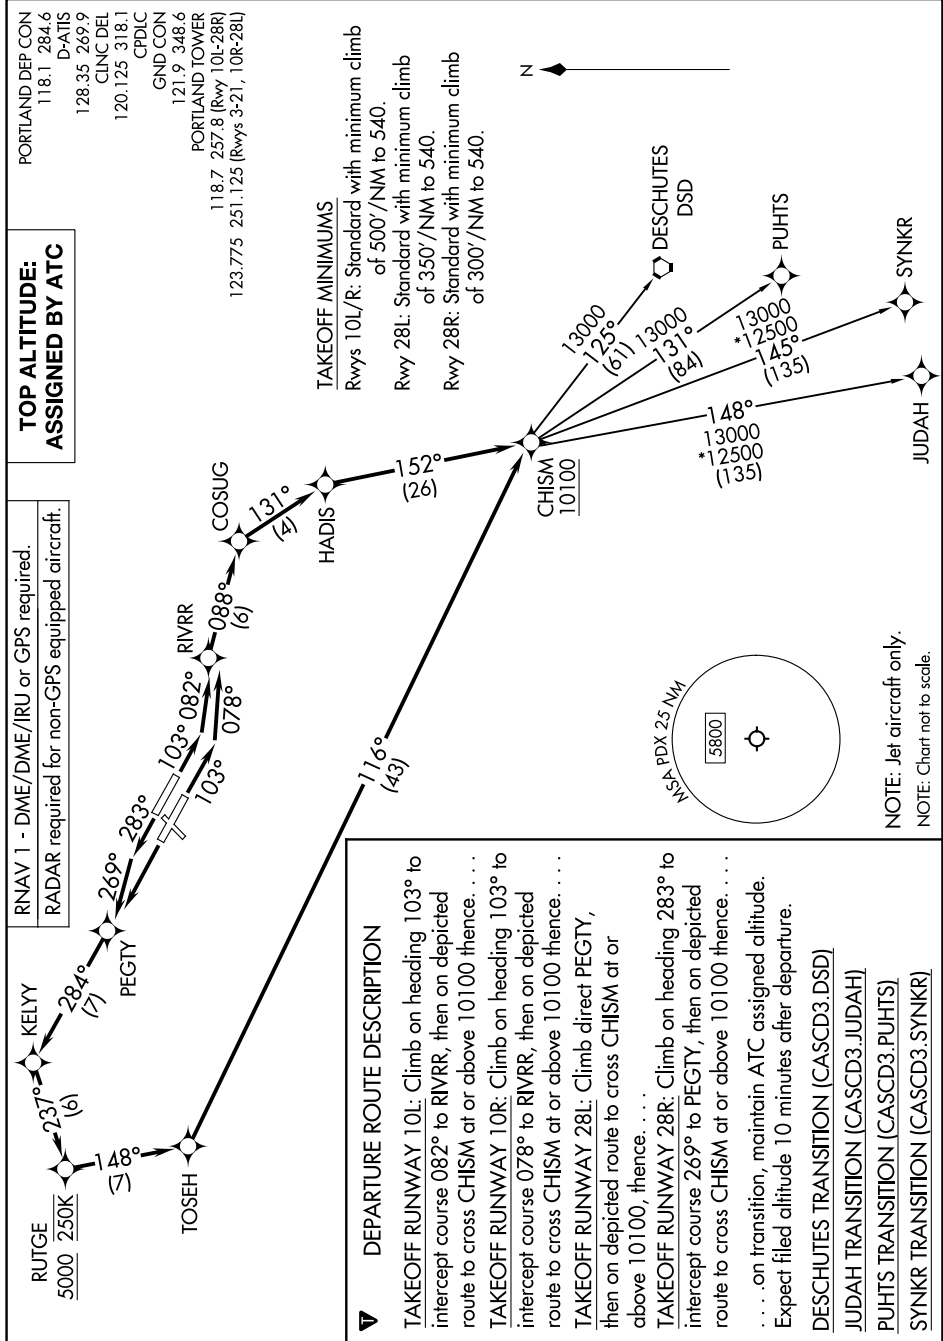 RNAV 1 - DME/DME/IRU or GPS required.
RADAR required for non-GPS equipped aircraft.
TOP ALTITUDE:
ASSIGNED BY ATC
PORTLAND DEP CON
118.1 284.6
D-ATIS
128.35 269.9
CLNC DEL
120.125 318.1
CPDLC
GND CON
121.9 348.6
PORTLAND TOWER
118.7 257.8 (Rwy 10L-28R)
123.775 251.125 (Rwys 3-21, 10R-28L)
TAKEOFF MINIMUMS
Rwys 10L/R: Standard with minimum climb
of 500'/NM to 540.
Rwy 28L: Standard with minimum climb
of 350'/NM to 540.
Rwy 28R: Standard with minimum climb
of 300'/NM to 540.
N
RUTGE
5000 250K
237°
(6)
KELYY
284°
(7)
PEGTY
269°
283°
103°
082°
103°
078°
RIVRR
088°
(6)
COSUG
131°
(4)
HADIS
152°
(26)
148°
(7)
TOSEH
116°
(43)
CHISM
10100
13000
125°
(61)
DESCHUTES
DSD
13000
131°
(84)
PUHTS
13000
*12500
145°
(135)
SYNKR
148°
13000
*12500
(135)
JUDAH
MSA PDX 25 NM
5800
NOTE: Jet aircraft only.
NOTE: Chart not to scale.
T
DEPARTURE ROUTE DESCRIPTION
TAKEOFF RUNWAY 10L: Climb on heading 103° to
intercept course 082° to RIVRR, then on depicted
route to cross CHISM at or above 10100 thence. . . .
TAKEOFF RUNWAY 10R: Climb on heading 103° to
intercept course 078° to RIVRR, then on depicted
route to cross CHISM at or above 10100 thence. . . .
TAKEOFF RUNWAY 28L: Climb direct PEGTY,
then on depicted route to cross CHISM at or
above 10100, thence. . . .
TAKEOFF RUNWAY 28R: Climb on heading 283° to
intercept course 269° to PEGTY, then on depicted
route to cross CHISM at or above 10100 thence. . . .
. . . .on transition, maintain ATC assigned altitude.
Expect filed altitude 10 minutes after departure.
DESCHUTES TRANSITION (CASCD3.DSD)
JUDAH TRANSITION (CASCD3.JUDAH)
PUHTS TRANSITION (CASCD3.PUHTS)
SYNKR TRANSITION (CASCD3.SYNKR)